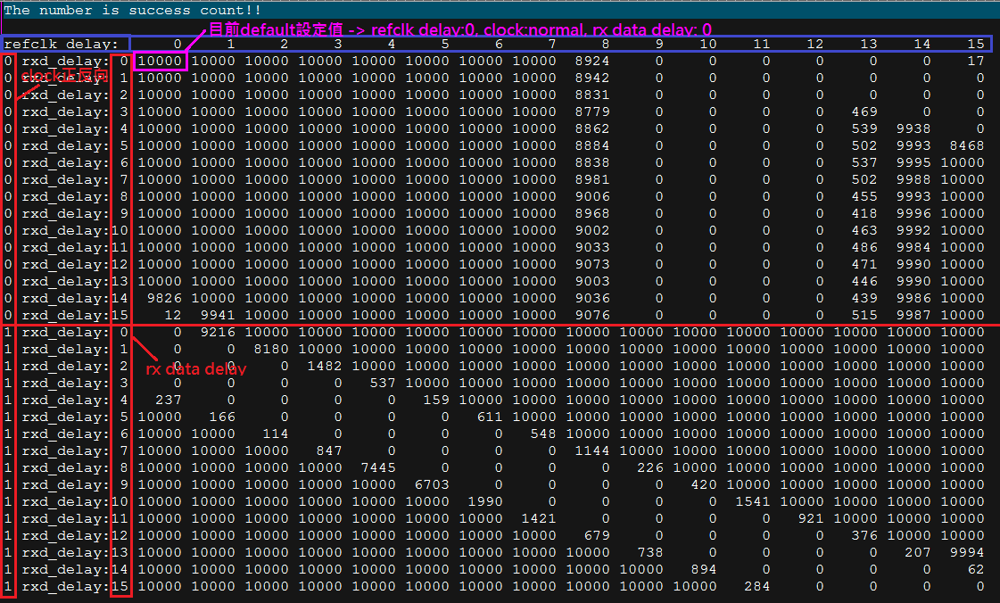 The number is success count!!
目前default設定值 -> refclk delay:0, clock:normal, rx data delay: 0
refclk delay: 0 1 2 3 4 5 6 7 8 9 10 11 12 13 14 15
0 rxd_delay: 0 10000 10000 10000 10000 10000 10000 10000 10000 8924 0 0 0 0 0 0 17
clock正反向
0 rxd_delay: 1 10000 10000 10000 10000 10000 10000 10000 10000 8942 0 0 0 0 0 0 0
0 rxd_delay: 2 10000 10000 10000 10000 10000 10000 10000 10000 8831 0 0 0 0 0 0 0
0 rxd_delay: 3 10000 10000 10000 10000 10000 10000 10000 10000 8779 0 0 0 0 469 0 0
0 rxd_delay: 4 10000 10000 10000 10000 10000 10000 10000 10000 8862 0 0 0 0 539 9938 0
0 rxd_delay: 5 10000 10000 10000 10000 10000 10000 10000 10000 8884 0 0 0 0 502 9993 8468
0 rxd_delay: 6 10000 10000 10000 10000 10000 10000 10000 10000 8838 0 0 0 0 537 9995 10000
0 rxd_delay: 7 10000 10000 10000 10000 10000 10000 10000 10000 8981 0 0 0 0 502 9988 10000
0 rxd_delay: 8 10000 10000 10000 10000 10000 10000 10000 10000 9006 0 0 0 0 455 9993 10000
0 rxd_delay: 9 10000 10000 10000 10000 10000 10000 10000 10000 8968 0 0 0 0 418 9996 10000
0 rxd_delay:10 10000 10000 10000 10000 10000 10000 10000 10000 9002 0 0 0 0 463 9992 10000
0 rxd_delay:11 10000 10000 10000 10000 10000 10000 10000 10000 9033 0 0 0 0 486 9984 10000
0 rxd_delay:12 10000 10000 10000 10000 10000 10000 10000 10000 9073 0 0 0 0 471 9990 10000
0 rxd_delay:13 10000 10000 10000 10000 10000 10000 10000 10000 9003 0 0 0 0 446 9990 10000
0 rxd_delay:14 9826 10000 10000 10000 10000 10000 10000 10000 9036 0 0 0 0 439 9986 10000
0 rxd_delay:15 12 9941 10000 10000 10000 10000 10000 10000 9076 0 0 0 0 515 9987 10000
1 rxd_delay: 0 0 9216 10000 10000 10000 10000 10000 10000 10000 10000 10000 10000 10000 10000 10000 10000
1 rxd_delay: 1 0 0 8180 10000 10000 10000 10000 10000 10000 10000 10000 10000 10000 10000 10000 10000
1 rxd_delay: 2 0 0 0 1482 10000 10000 10000 10000 10000 10000 10000 10000 10000 10000 10000 10000
rx data delay
1 rxd_delay: 3 0 0 0 0 537 10000 10000 10000 10000 10000 10000 10000 10000 10000 10000 10000
1 rxd_delay: 4 237 0 0 0 0 159 10000 10000 10000 10000 10000 10000 10000 10000 10000 10000
1 rxd_delay: 5 10000 166 0 0 0 0 611 10000 10000 10000 10000 10000 10000 10000 10000 10000
1 rxd_delay: 6 10000 10000 114 0 0 0 0 548 10000 10000 10000 10000 10000 10000 10000 10000
1 rxd_delay: 7 10000 10000 10000 847 0 0 0 0 1144 10000 10000 10000 10000 10000 10000 10000
1 rxd_delay: 8 10000 10000 10000 10000 7445 0 0 0 0 226 10000 10000 10000 10000 10000 10000
1 rxd_delay: 9 10000 10000 10000 10000 10000 6703 0 0 0 0 420 10000 10000 10000 10000 10000
1 rxd_delay:10 10000 10000 10000 10000 10000 10000 1990 0 0 0 0 1541 10000 10000 10000 10000
1 rxd_delay:11 10000 10000 10000 10000 10000 10000 10000 1421 0 0 0 0 921 10000 10000 10000
1 rxd_delay:12 10000 10000 10000 10000 10000 10000 10000 10000 679 0 0 0 0 376 10000 10000
1 rxd_delay:13 10000 10000 10000 10000 10000 10000 10000 10000 10000 738 0 0 0 0 207 9994
1 rxd_delay:14 10000 10000 10000 10000 10000 10000 10000 10000 10000 10000 894 0 0 0 0 62
1 rxd_delay:15 10000 10000 10000 10000 10000 10000 10000 10000 10000 10000 10000 284 0 0 0 0